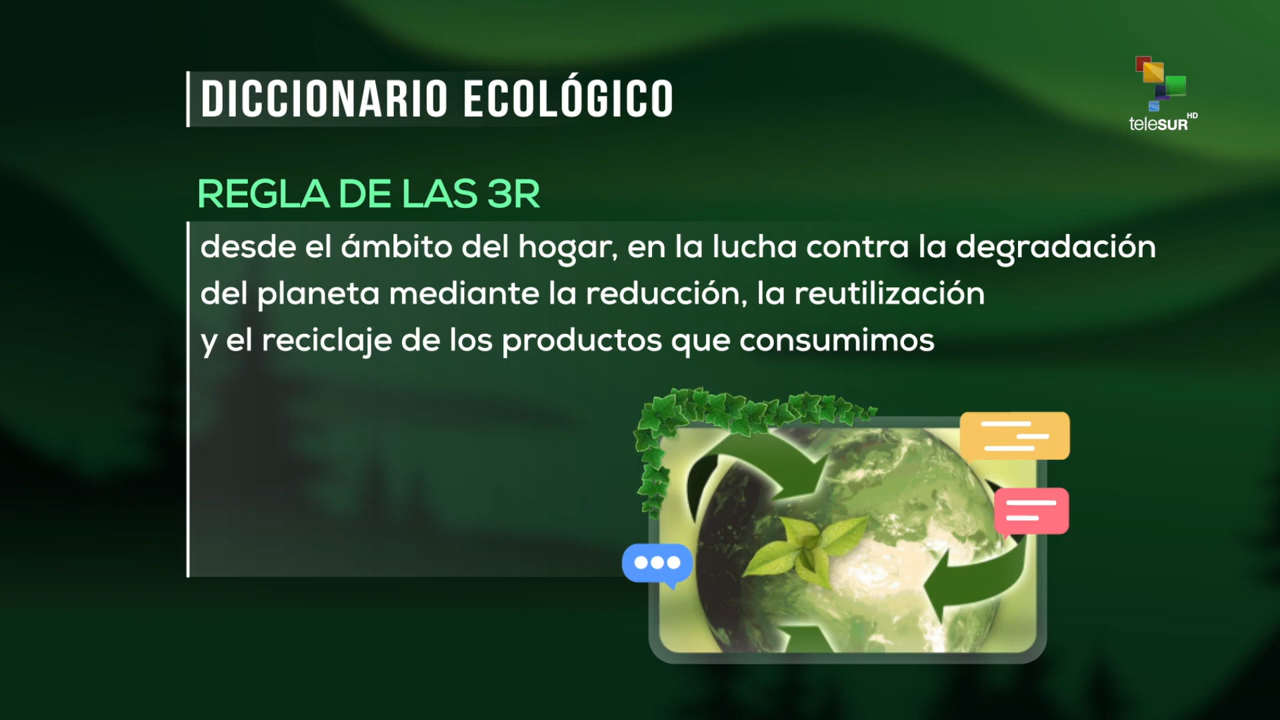 DICCIONARIO ECOLÓGICO
teleSUR HD
REGLA DE LAS 3R
desde el ámbito del hogar, en la lucha contra la degradación
del planeta mediante la reducción, la reutilización
y el reciclaje de los productos que consumimos